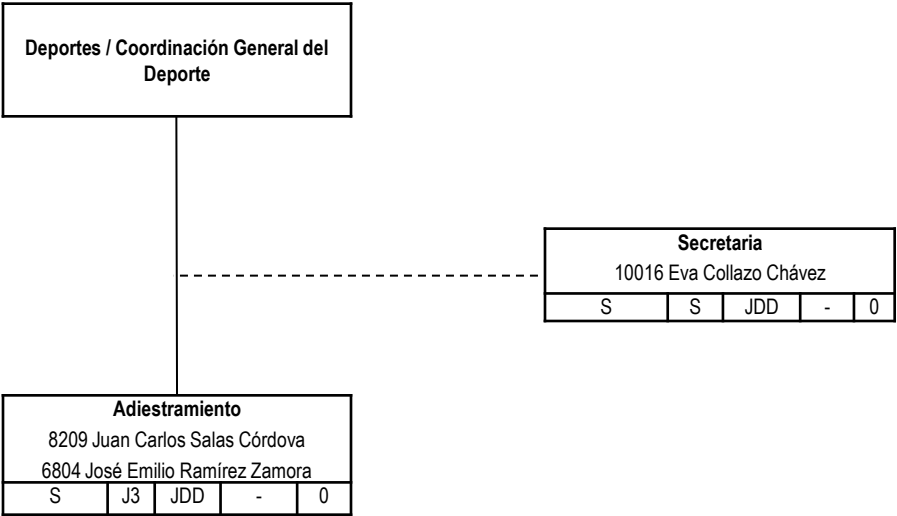 Deportes / Coordinación General del
Deporte
Secretaria
10016 Eva Collazo Chávez
S S JDD - 0
Adiestramiento
8209 Juan Carlos Salas Córdova
6804 José Emilio Ramírez Zamora
S J3 JDD - 0